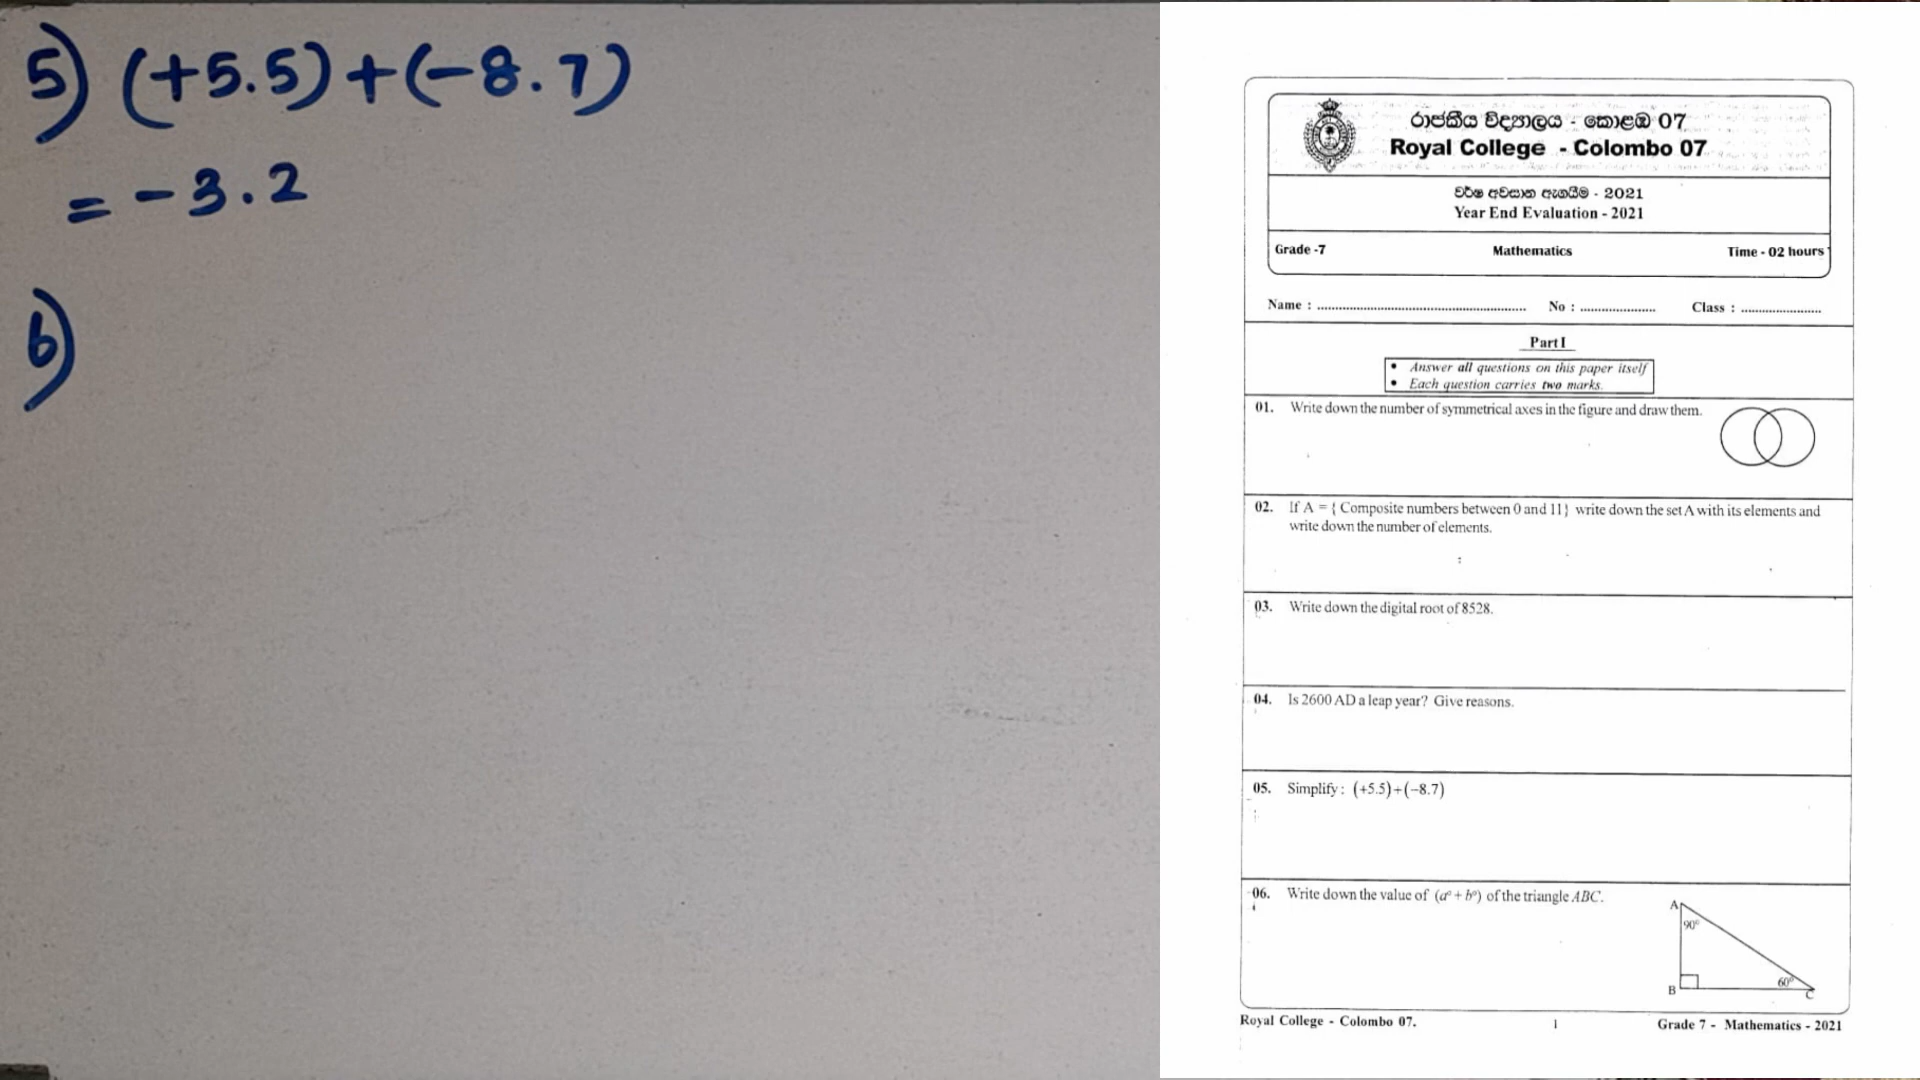 5) (+5.5)+(-8.7)
= -3.2
6)
රාජකීය විද්‍යාලය - කොළඹ 07
Royal College - Colombo 07
වර්ෂ අවසාන ඇගයීම - 2021
Year End Evaluation - 2021
Grade -7 Mathematics Time - 02 hours
Name : ........................................................ No : ..................... Class : .......................
Part I
• Answer all questions on this paper itself
• Each question carries two marks.
01. Write down the number of symmetrical axes in the figure and draw them.
02. If A = { Composite numbers between 0 and 11} write down the set A with its elements and
write down the number of elements.
03. Write down the digital root of 8528.
04. Is 2600 AD a leap year? Give reasons.
05. Simplify : (+5.5)+(−8.7)
06. Write down the value of (a° + b°) of the triangle ABC.
A
90°
60°
B
C
Royal College - Colombo 07. 1 Grade 7 - Mathematics - 2021